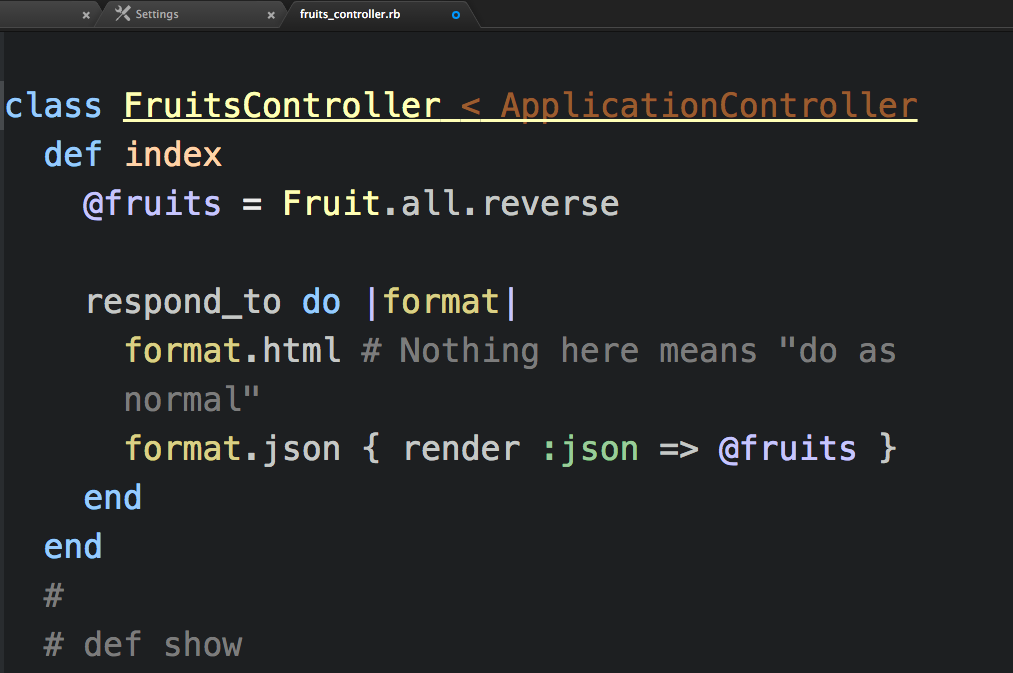 × Settings × fruits_controller.rb
class FruitsController < ApplicationController
def index
@fruits = Fruit.all.reverse
respond_to do |format|
format.html # Nothing here means "do as
normal"
format.json { render :json => @fruits }
end
end
#
# def show